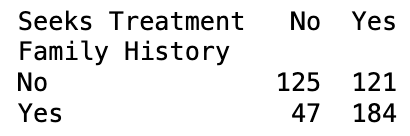 Seeks Treatment No Yes
Family History
No 125 121
Yes 47 184